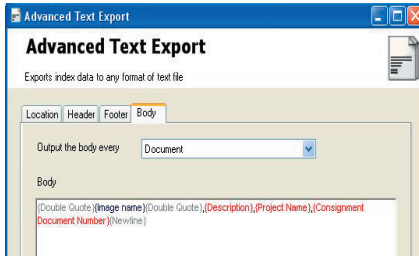 Advanced Text Export
Advanced Text Export
Exports index data to any format of text file
Location Header Footer Body
Output the body every Document
Body
{Double Quote}{Image name}{Double Quote},{Description},{Project Name},{Consignment
Document Number}{Newline}